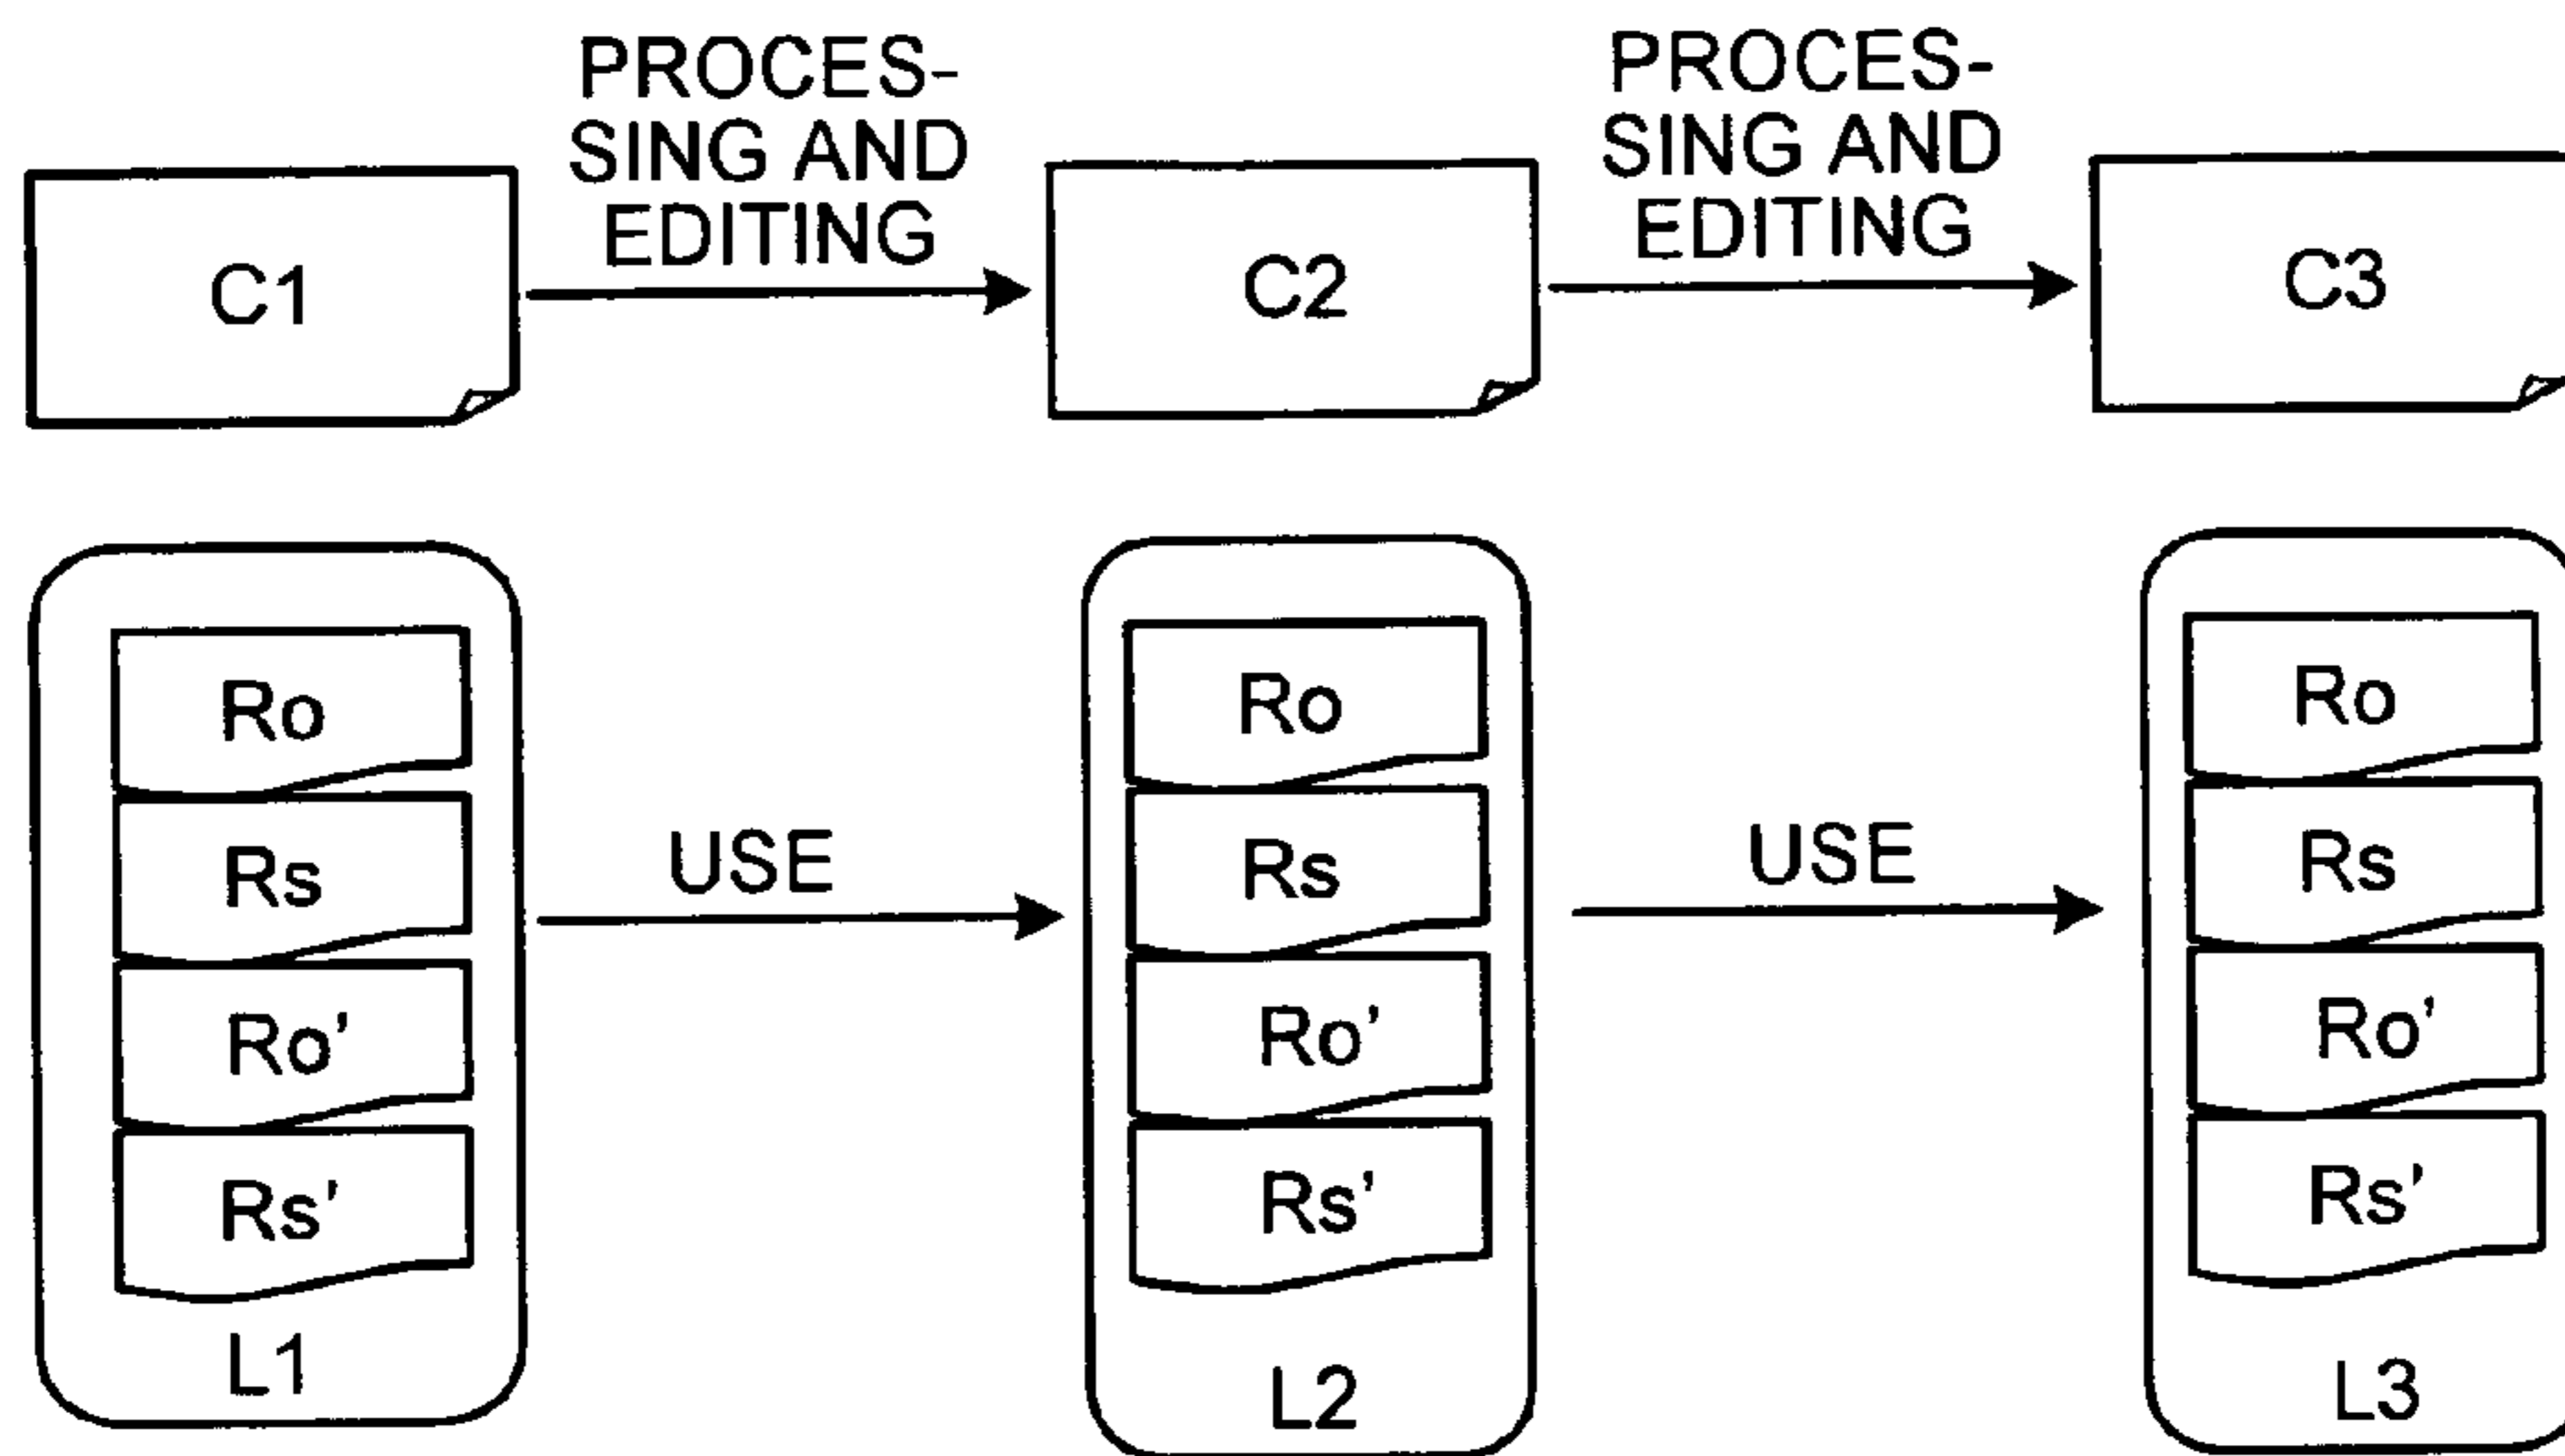 PROCES-
SING AND
EDITING
PROCES-
SING AND
EDITING
C1
C2
C3
Ro
Rs
Ro’
Rs’
L1
USE
Ro
Rs
Ro’
Rs’
L2
USE
Ro
Rs
Ro’
Rs’
L3